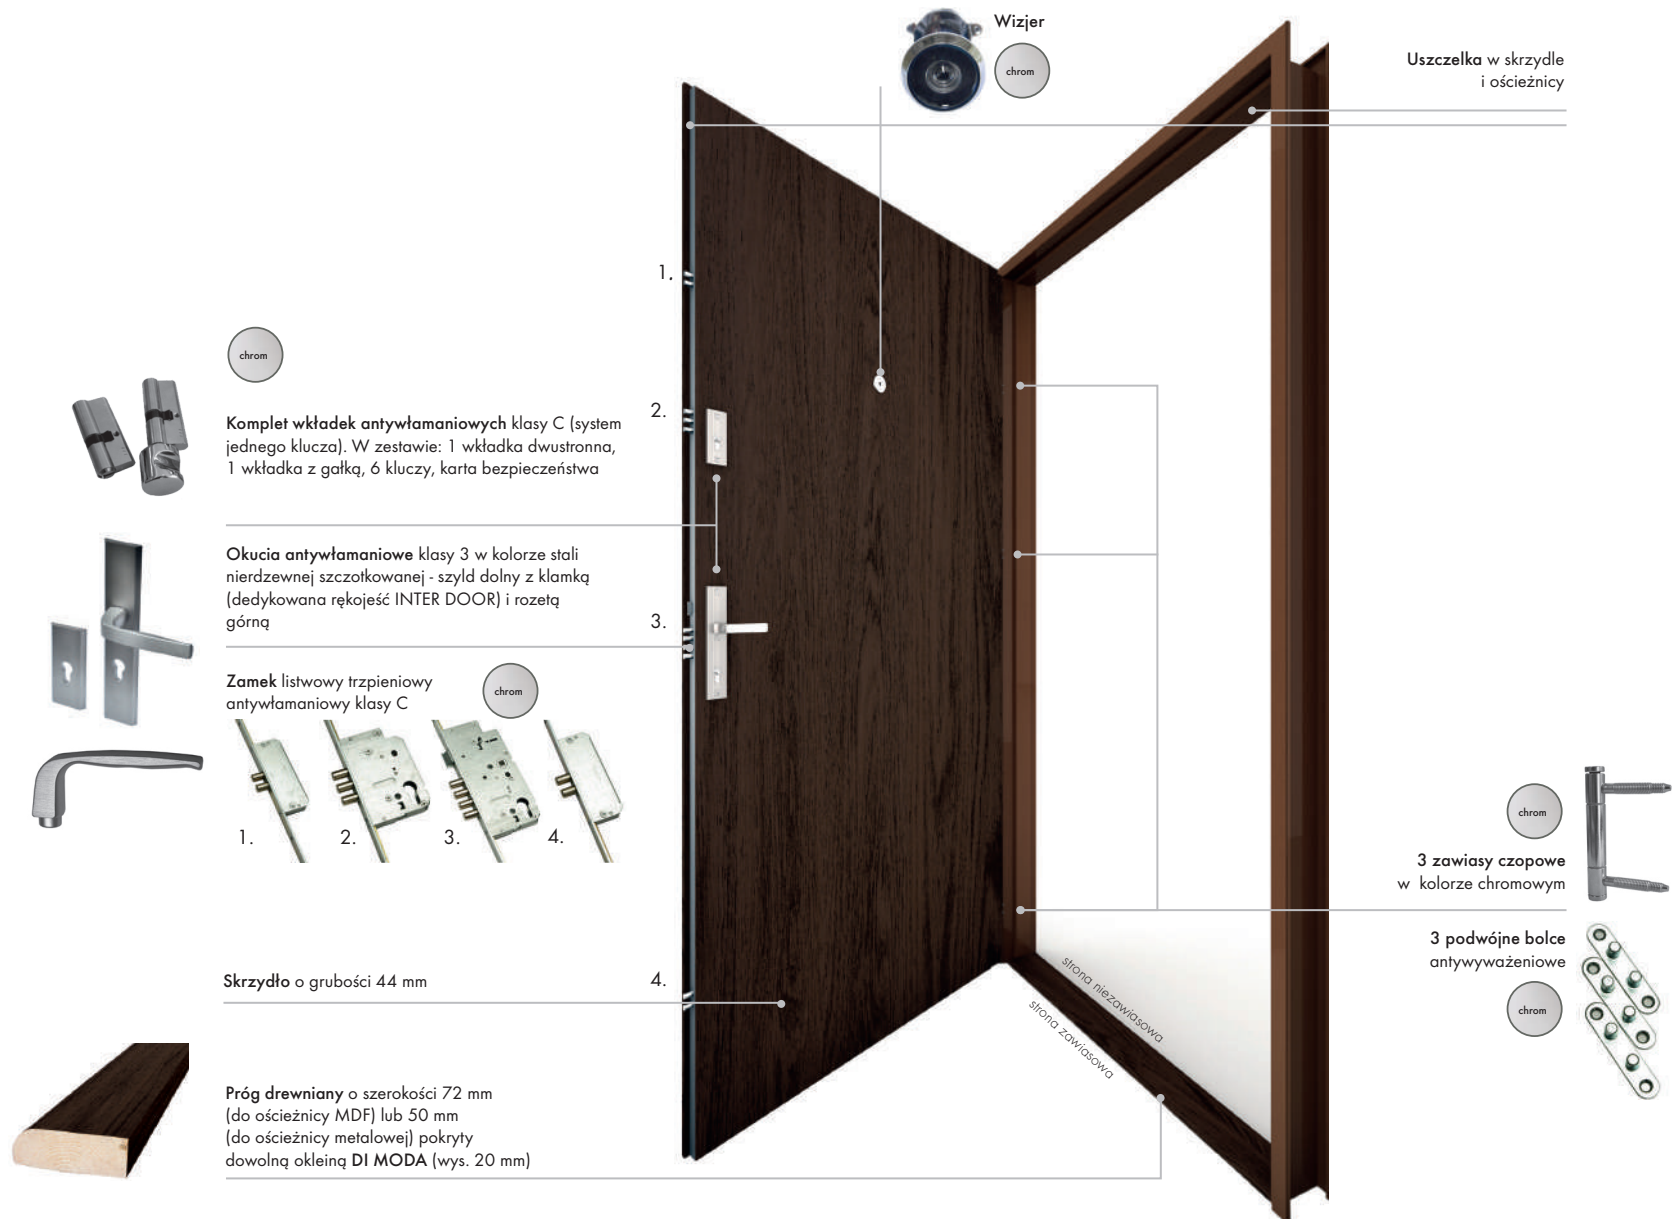 Wizjer
chrom
Uszczelka w skrzydle
i ościeżnicy
1.
2.
3.
4.
chrom
Komplet wkładek antywłamaniowych klasy C (system
jednego klucza). W zestawie: 1 wkładka dwustronna,
1 wkładka z gałką, 6 kluczy, karta bezpieczeństwa
Okucia antywłamaniowe klasy 3 w kolorze stali
nierdzewnej szczotkowanej - szyld dolny z klamką
(dedykowana rękojeść INTER DOOR) i rozetą
górną
Zamek listwowy trzpieniowy
antywłamaniowy klasy C
chrom
1.
2.
3.
4.
Skrzydło o grubości 44 mm
Próg drewniany o szerokości 72 mm
(do ościeżnicy MDF) lub 50 mm
(do ościeżnicy metalowej) pokryty
dowolną okleiną DI MODA (wys. 20 mm)
strona niezawiasowa
strona zawiasowa
chrom
3 zawiasy czopowe
w kolorze chromowym
3 podwójne bolce
antywyważeniowe
chrom